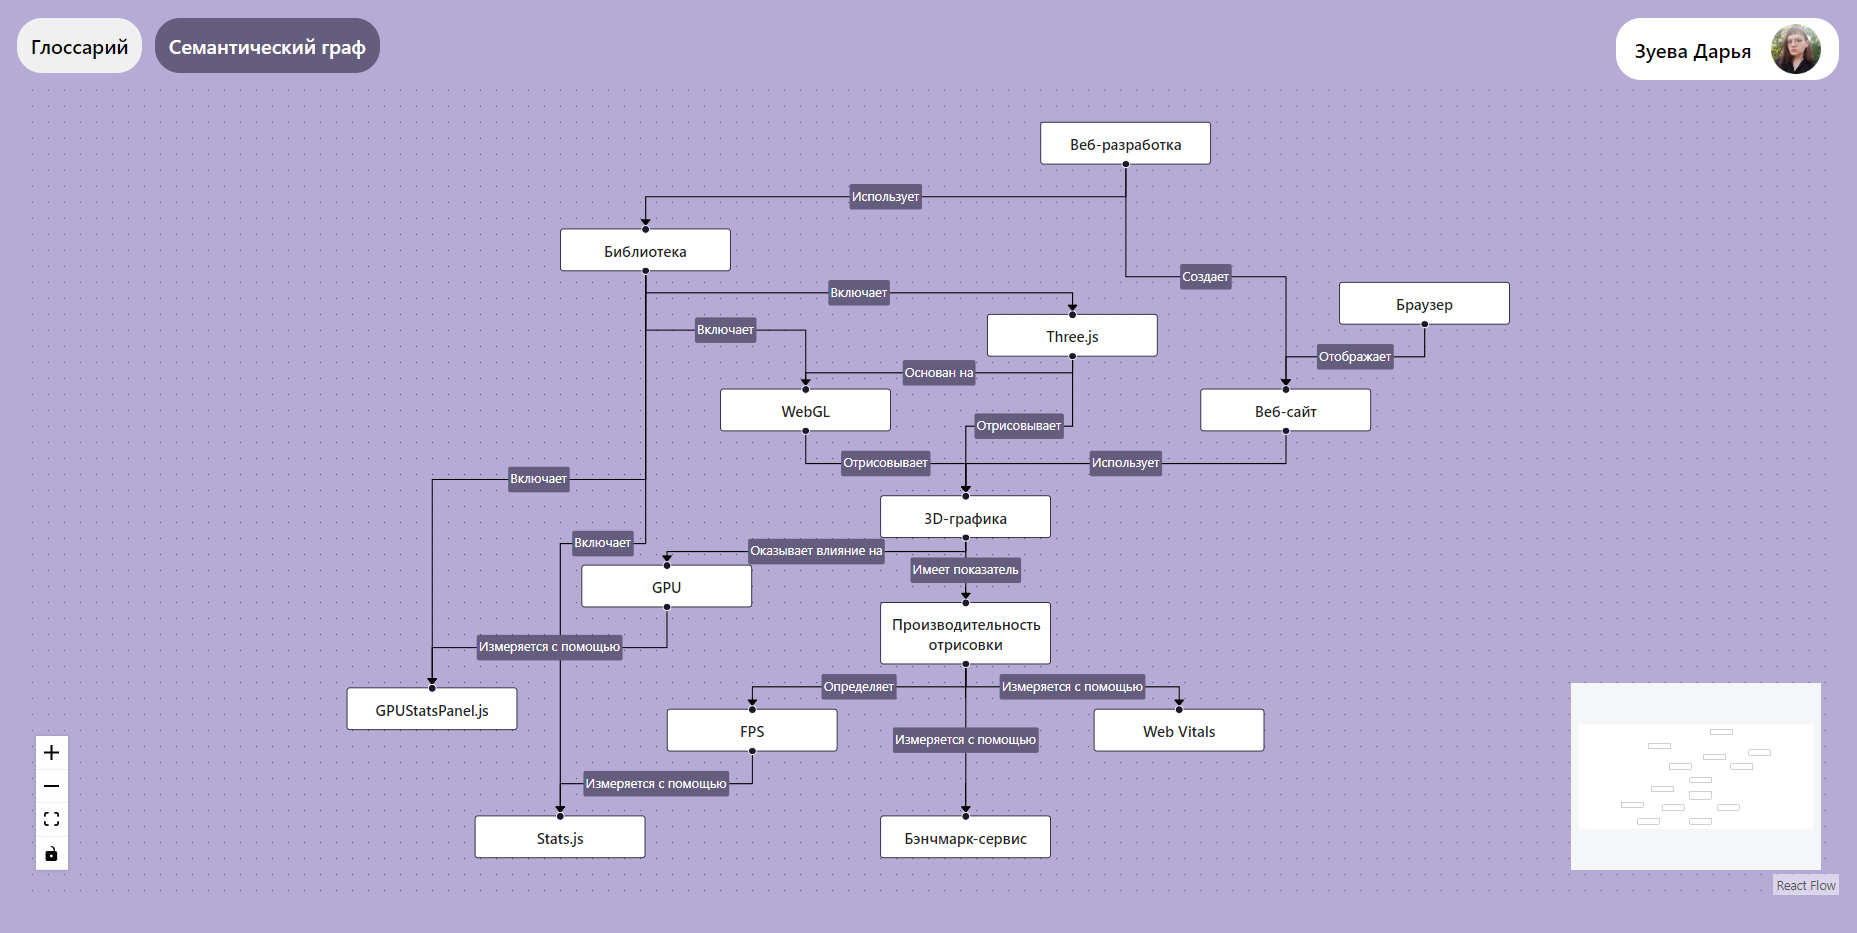 Глоссарий
Семантический граф
Зуева Дарья
Веб-разработка
Использует
Библиотека
Создает
Включает
Браузер
Включает
Three.js
Отображает
Основан на
WebGL
Веб-сайт
Отрисовывает
Отрисовывает
Использует
Включает
3D-графика
Включает
Оказывает влияние на
Имеет показатель
GPU
Производительность
отрисовки
Измеряется с помощью
Определяет
Измеряется с помощью
GPUStatsPanel.js
FPS
Web Vitals
Измеряется с помощью
Измеряется с помощью
Stats.js
Бэнчмарк-сервис
React Flow